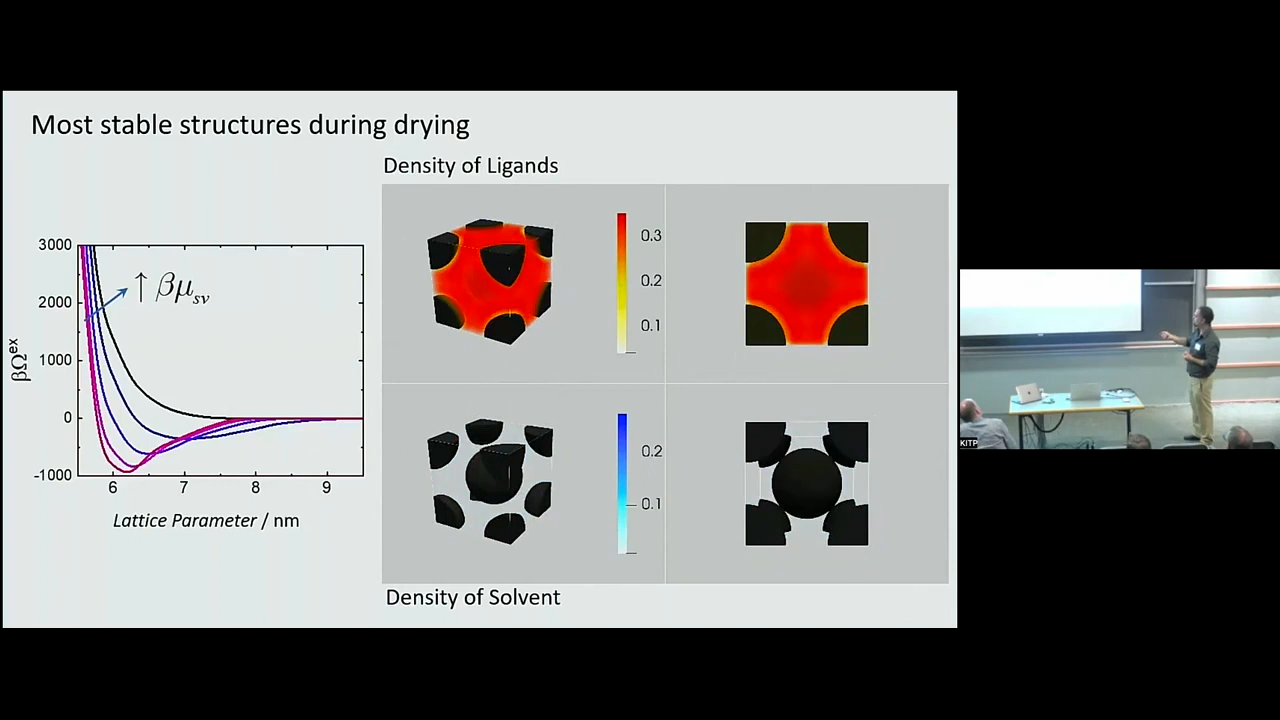 Most stable structures during drying
Density of Ligands
0.3
0.2
0.1
3000
2000
1000
0
-1000
βΩ^ex
↑ βμ_sv
6 7 8 9
Lattice Parameter / nm
0.2
0.1
Density of Solvent
KITP